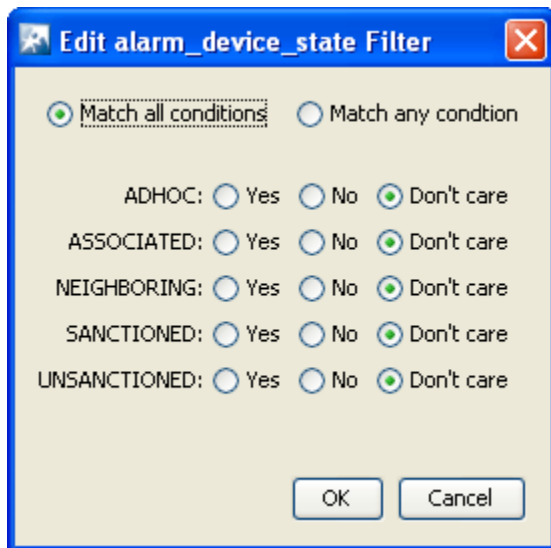 Edit alarm_device_state Filter
Match all conditions Match any condtion
ADHOC: Yes No Don't care
ASSOCIATED: Yes No Don't care
NEIGHBORING: Yes No Don't care
SANCTIONED: Yes No Don't care
UNSANCTIONED: Yes No Don't care
OK Cancel